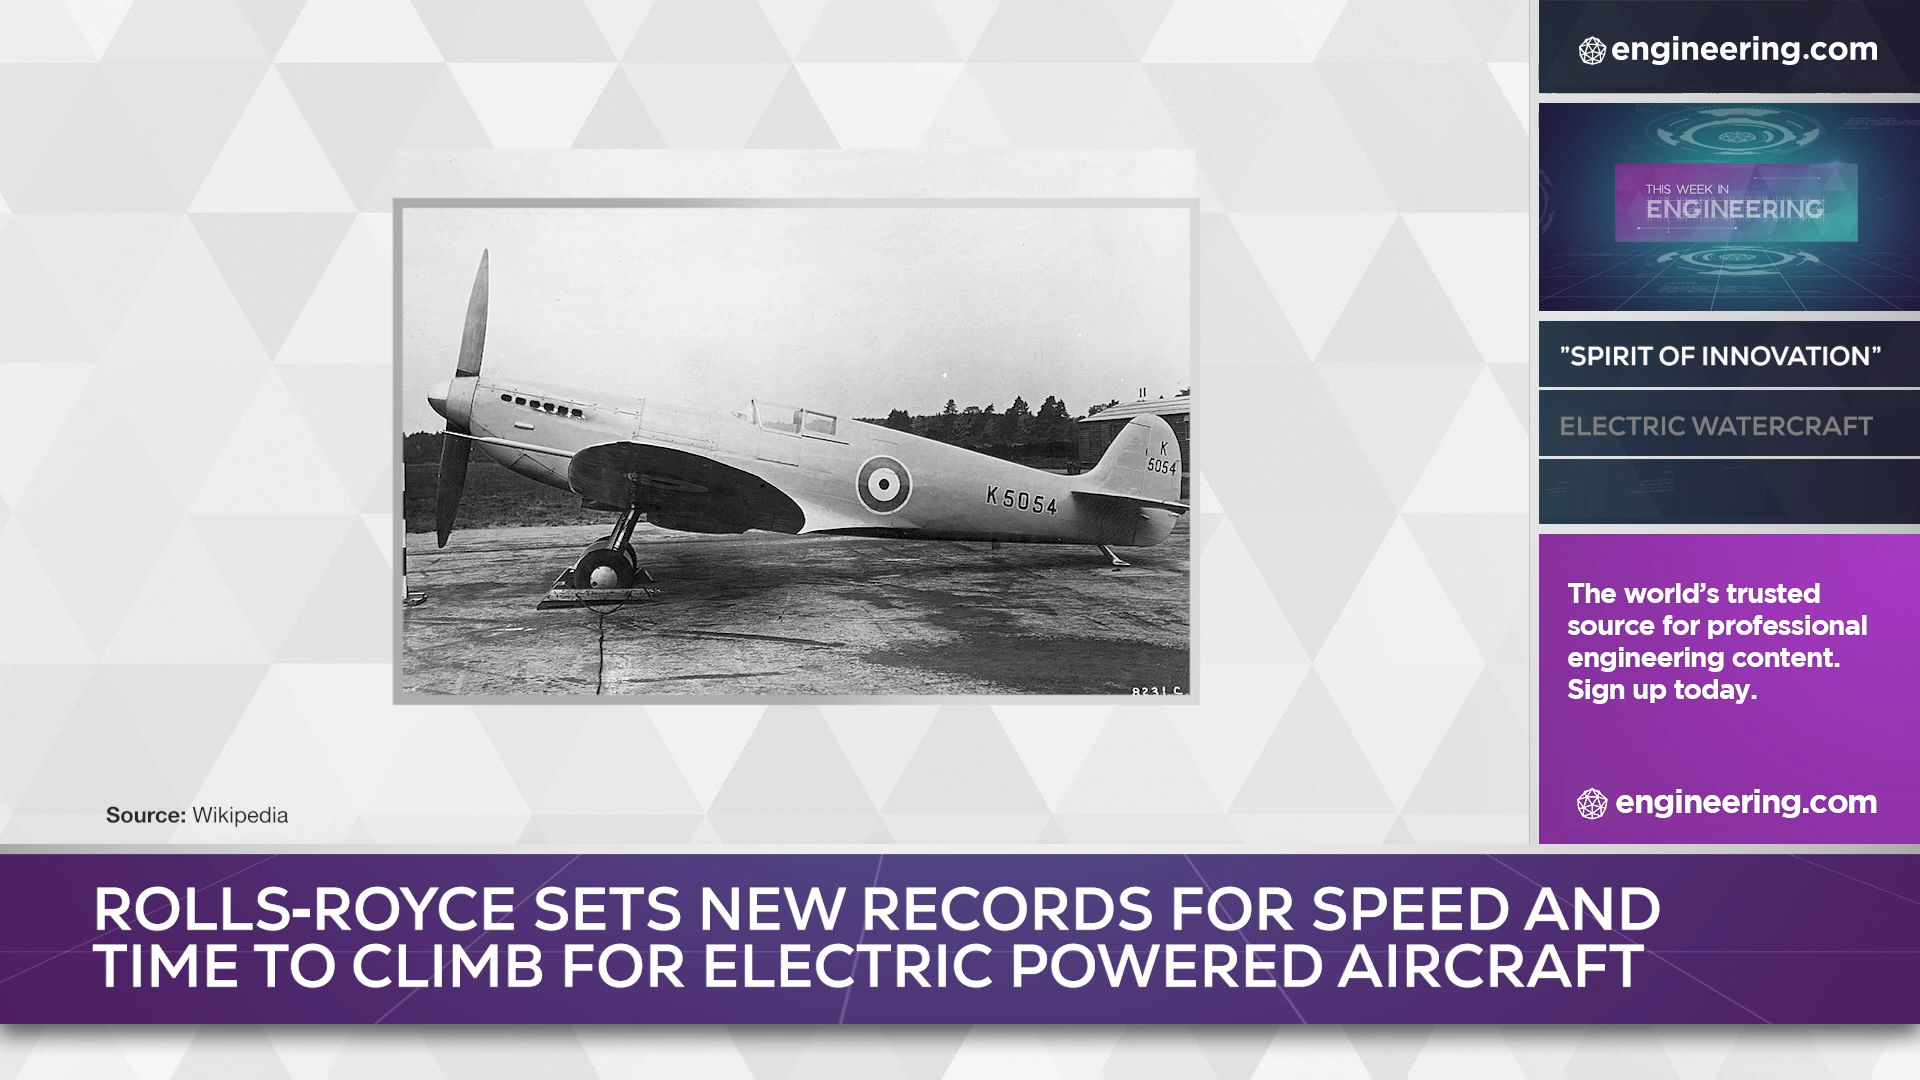 engineering.com
THIS WEEK IN
ENGINEERING
"SPIRIT OF INNOVATION"
ELECTRIC WATERCRAFT
The world's trusted
source for professional
engineering content.
Sign up today.
engineering.com
K
5054
K5054
8231 C
Source: Wikipedia
ROLLS-ROYCE SETS NEW RECORDS FOR SPEED AND
TIME TO CLIMB FOR ELECTRIC POWERED AIRCRAFT